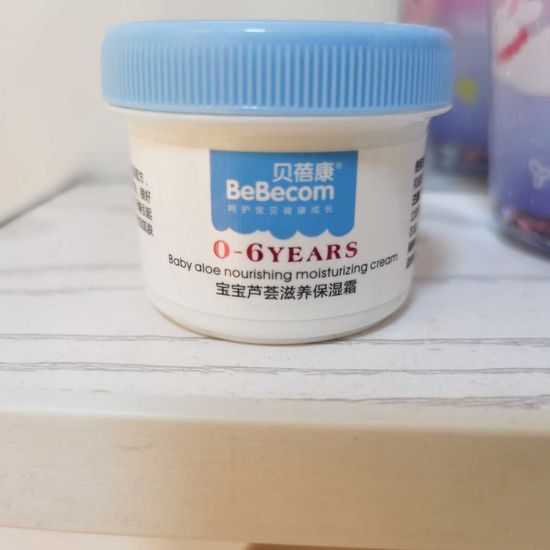 贝蓓康®
BeBecom
呵护宝贝健康成长
0-6YEARS
Baby aloe nourishing moisturizing cream
宝宝芦荟滋养保湿霜